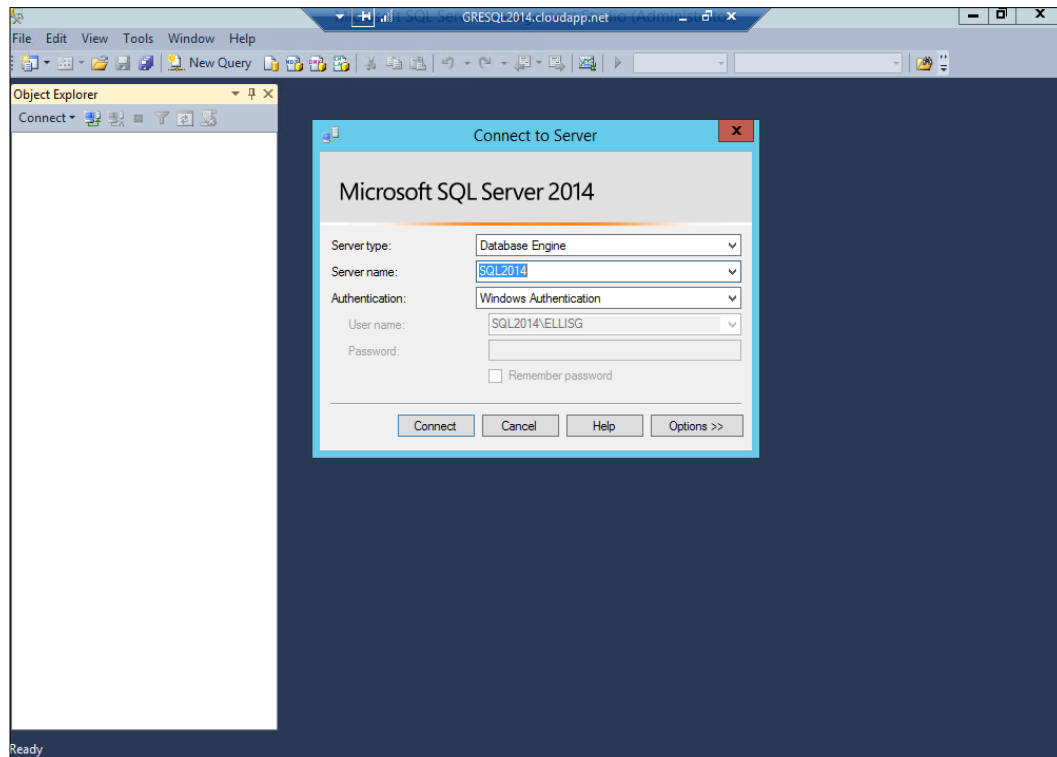 GRESQL2014.cloudapp.net
File Edit View Tools Window Help
New Query
Object Explorer
Connect
Connect to Server
Microsoft SQL Server 2014
Server type: Database Engine
Server name: SQL2014
Authentication: Windows Authentication
User name: SQL2014\ELLISG
Password:
Remember password
Connect Cancel Help Options >>
Ready